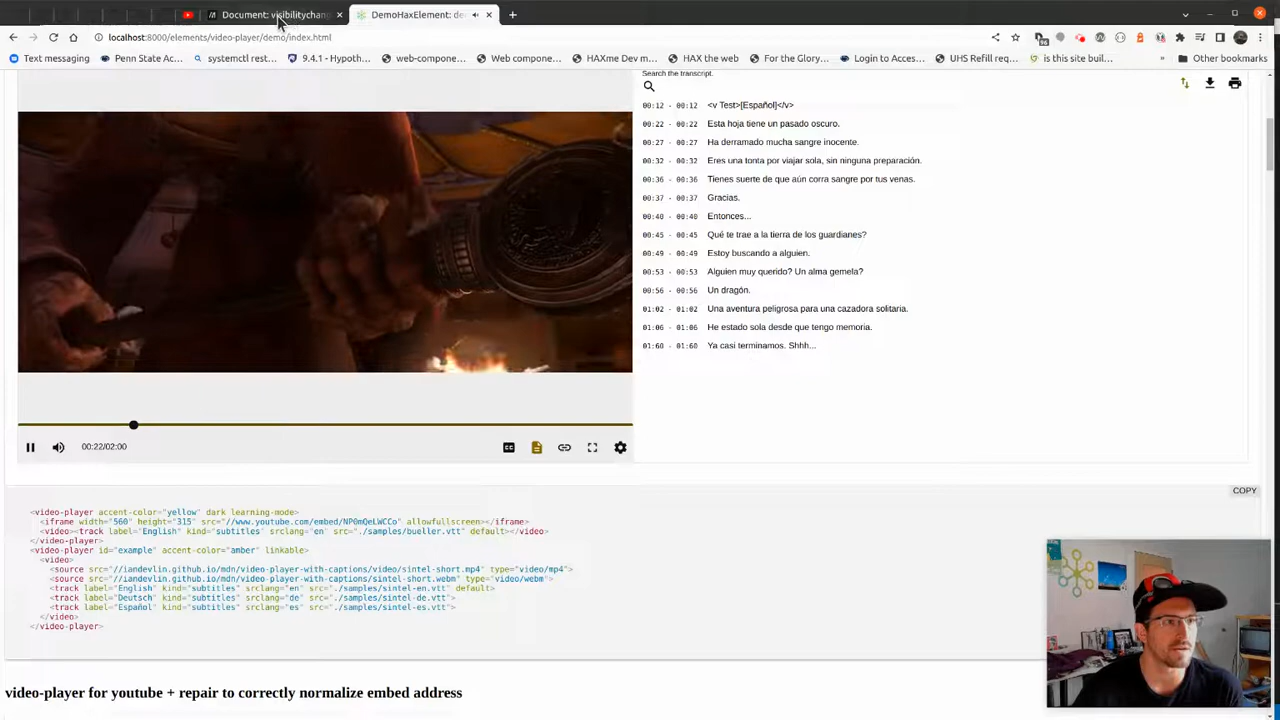 Document: visibilitychang
DemoHaxElement: de
localhost:8000/elements/video-player/demo/index.html
Text messaging
Penn State Ac...
systemctl rest...
9.4.1 - Hypoth...
web-compone...
Web compone...
HAXme Dev m...
HAX the web
For the Glory...
Login to Acces...
UHS Refill req...
is this site buil...
»
Other bookmarks
Search the transcript.
00:12 - 00:12 <v Test>[Español]</v>
00:22 - 00:22 Esta hoja tiene un pasado oscuro.
00:27 - 00:27 Ha derramado mucha sangre inocente.
00:32 - 00:32 Eres una tonta por viajar sola, sin ninguna preparación.
00:36 - 00:36 Tienes suerte de que aún corra sangre por tus venas.
00:37 - 00:37 Gracias.
00:40 - 00:40 Entonces...
00:45 - 00:45 Qué te trae a la tierra de los guardianes?
00:49 - 00:49 Estoy buscando a alguien.
00:53 - 00:53 Alguien muy querido? Un alma gemela?
00:56 - 00:56 Un dragón.
01:02 - 01:02 Una aventura peligrosa para una cazadora solitaria.
01:06 - 01:06 He estado sola desde que tengo memoria.
01:60 - 01:60 Ya casi terminamos. Shhh...
00:22/02:00
CC
COPY
<video-player accent-color="yellow" dark learning-mode>
<iframe width="560" height="315" src="//www.youtube.com/embed/NP0mQeLWCCo" allowfullscreen></iframe>
<video><track label="English" kind="subtitles" srclang="en" src="./samples/bueller.vtt" default></video>
</video-player>
<video-player id="example" accent-color="amber" linkable>
<video>
<source src="//iandevlin.github.io/mdn/video-player-with-captions/video/sintel-short.mp4" type="video/mp4">
<source src="//iandevlin.github.io/mdn/video-player-with-captions/sintel-short.webm" type="video/webm">
<track label="English" kind="subtitles" srclang="en" src="./samples/sintel-en.vtt" default>
<track label="Deutsch" kind="subtitles" srclang="de" src="./samples/sintel-de.vtt">
<track label="Español" kind="subtitles" srclang="es" src="./samples/sintel-es.vtt">
</video>
</video-player>
video-player for youtube + repair to correctly normalize embed address